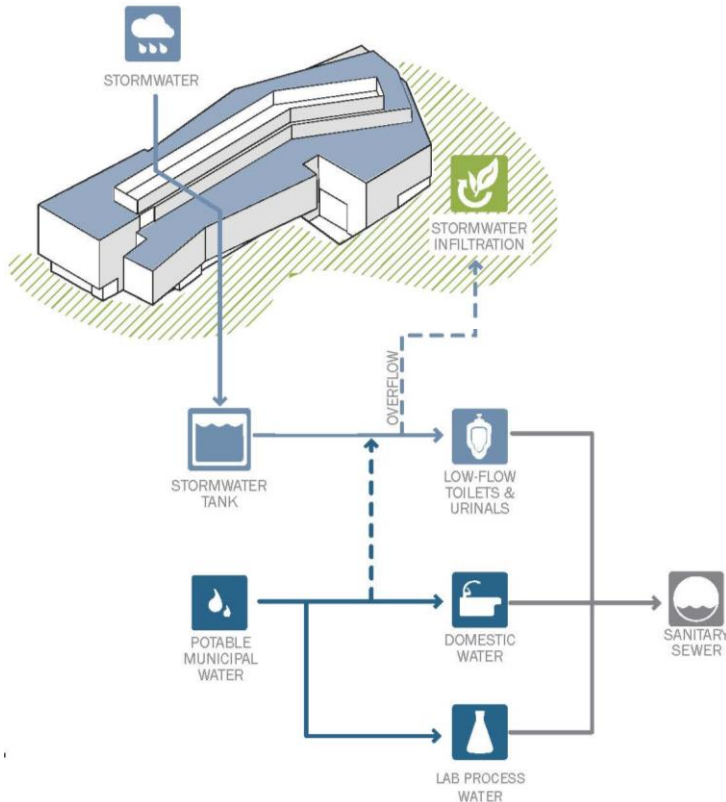 STORMWATER
STORMWATER
INFILTRATION
OVERFLOW
STORMWATER
TANK
LOW-FLOW
TOILETS &
URINALS
POTABLE
MUNICIPAL
WATER
DOMESTIC
WATER
SANITARY
SEWER
LAB PROCESS
WATER